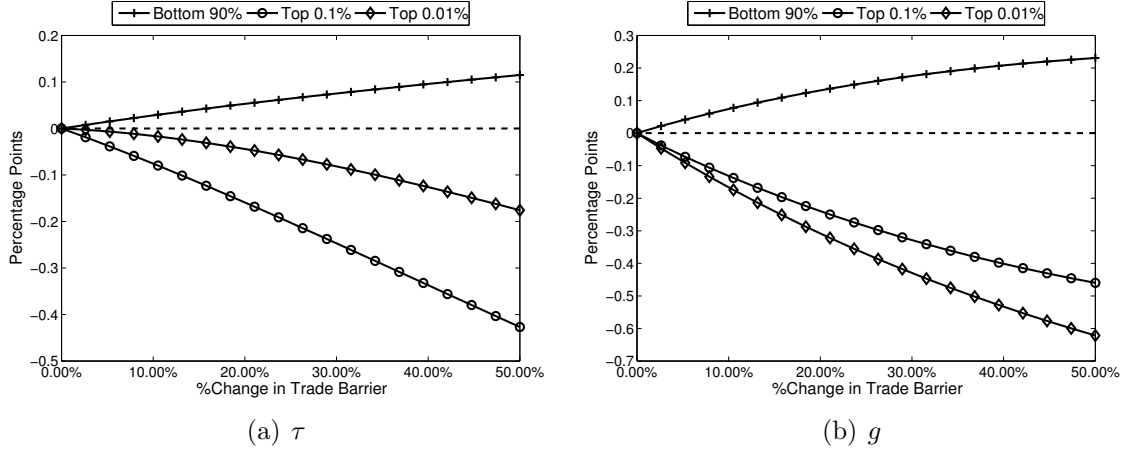 Bottom 90% Top 0.1% Top 0.01%
0.2
0.1
0
−0.1
−0.2
−0.3
−0.4
−0.5
Percentage Points
0.00% 10.00% 20.00% 30.00% 40.00% 50.00%
%Change in Trade Barrier
(a) τ
Bottom 90% Top 0.1% Top 0.01%
0.3
0.2
0.1
0
−0.1
−0.2
−0.3
−0.4
−0.5
−0.6
−0.7
Percentage Points
0.00% 10.00% 20.00% 30.00% 40.00% 50.00%
%Change in Trade Barrier
(b) g